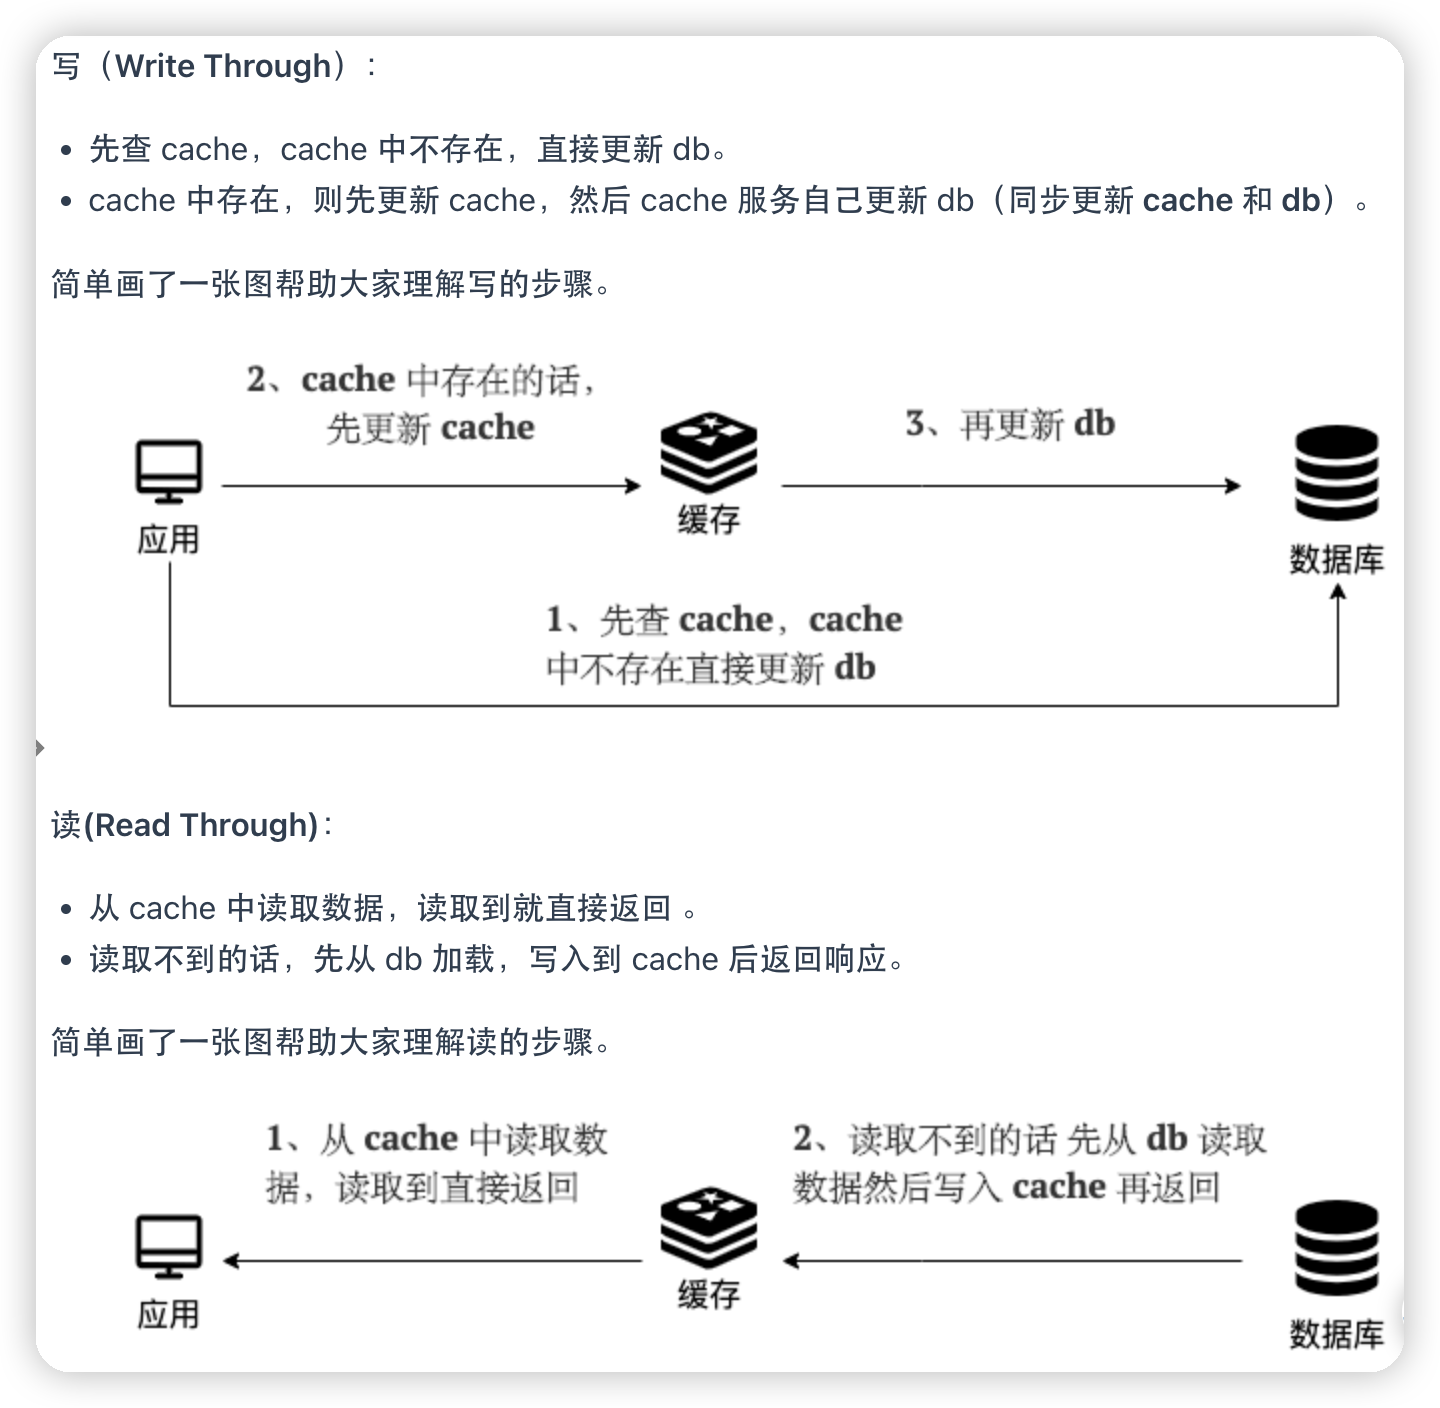 写（Write Through）：
先查 cache，cache 中不存在，直接更新 db。
cache 中存在，则先更新 cache，然后 cache 服务自己更新 db（同步更新 cache 和 db）。
简单画了一张图帮助大家理解写的步骤。
2、cache 中存在的话，
先更新 cache
3、再更新 db
应用
缓存
数据库
1、先查 cache，cache
中不存在直接更新 db
读(Read Through)：
从 cache 中读取数据，读取到就直接返回 。
读取不到的话，先从 db 加载，写入到 cache 后返回响应。
简单画了一张图帮助大家理解读的步骤。
1、从 cache 中读取数
据，读取到直接返回
2、读取不到的话 先从 db 读取
数据然后写入 cache 再返回
应用
缓存
数据库